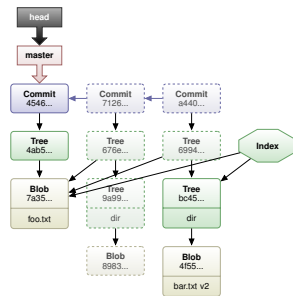 head
master
Commit
4546...
Commit
7126...
Commit
a440...
Tree
4ab5...
Tree
676e...
Tree
6994...
Index
Blob
7a35...
foo.txt
Tree
9a99...
dir
Tree
bc45...
dir
Blob
8983...
Blob
4f55...
bar.txt v2